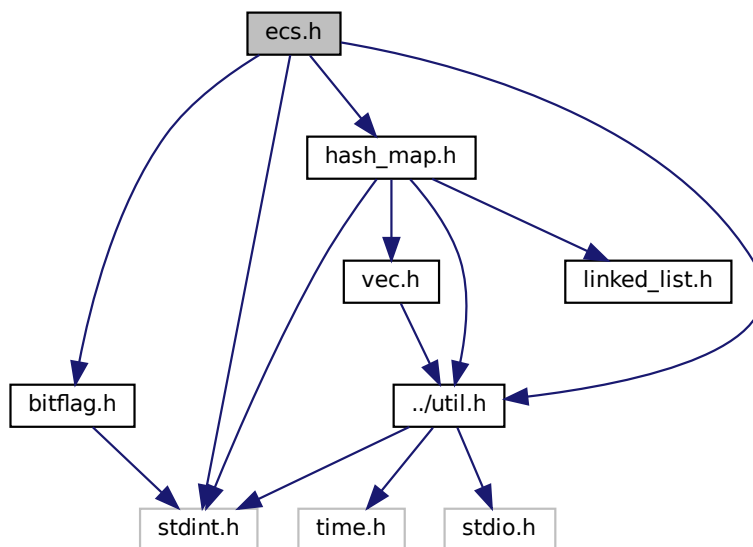 ecs.h
hash_map.h
vec.h
linked_list.h
bitflag.h
../util.h
stdint.h
time.h
stdio.h